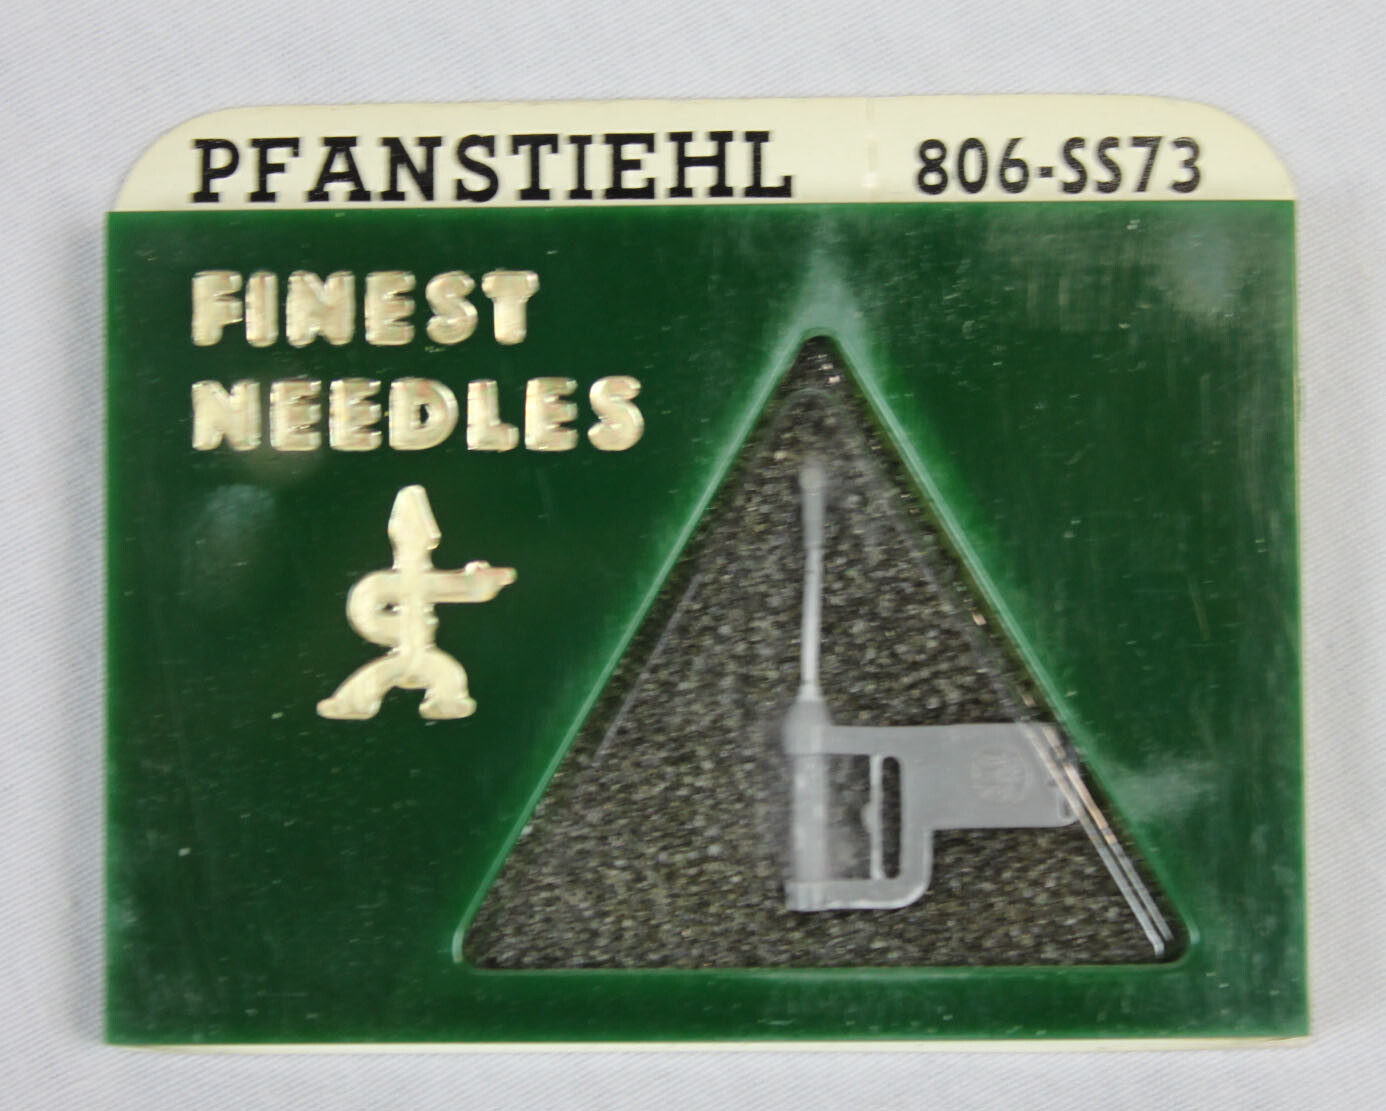 PFANSTIEHL 806-SS73
FINEST
NEEDLES